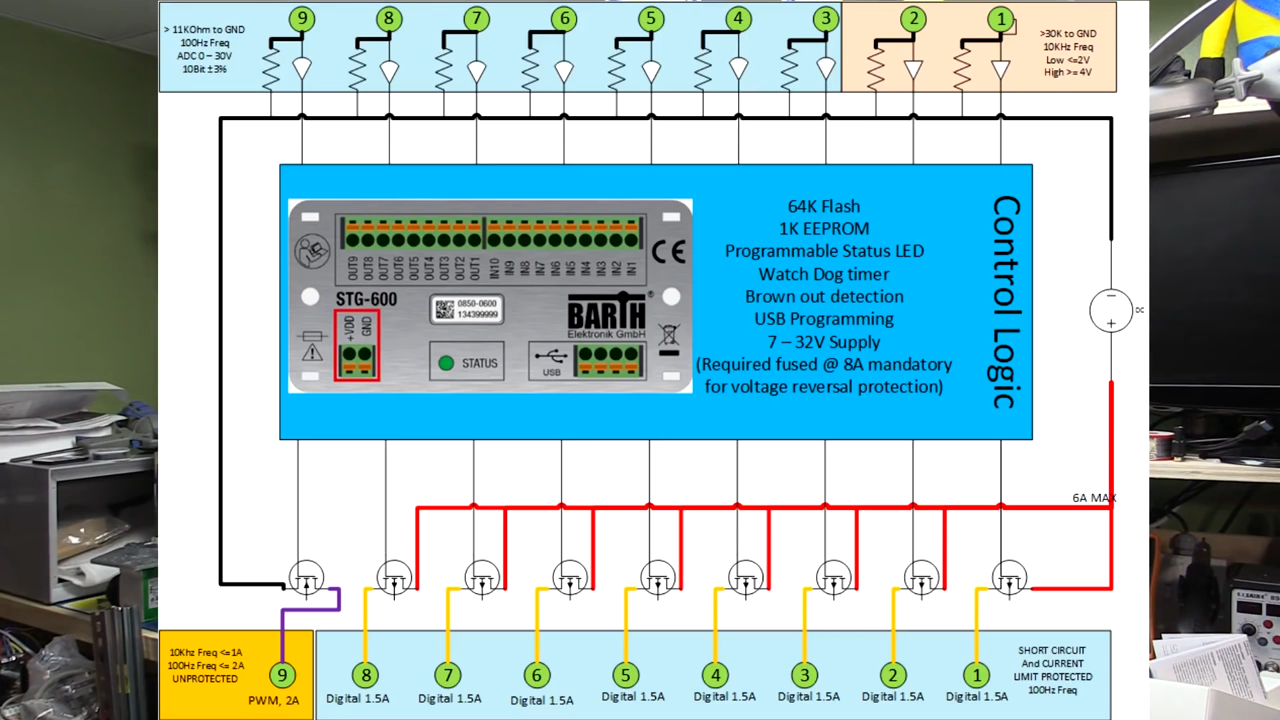 9 8 7 6 5 4 3 2 1
> 11KOhm to GND
100Hz Freq
ADC 0 – 30V
10Bit ±3%
>30K to GND
10KHz Freq
Low <=2V
High >= 4V
OUT9 OUT8 OUT7 OUT6 OUT5 OUT4 OUT3 OUT2 OUT1 IN10 IN9 IN8 IN7 IN6 IN5 IN4 IN3 IN2 IN1
CE
STG-600
0850-0600
134399999
BARTH®
Elektronik GmbH
+VDD
GND
STATUS
USB
64K Flash
1K EEPROM
Programmable Status LED
Watch Dog timer
Brown out detection
USB Programming
7 – 32V Supply
(Required fused @ 8A mandatory
for voltage reversal protection)
Control Logic
−
+
6A MAX
10Khz Freq <=1A
100Hz Freq <= 2A
UNPROTECTED
9 8 7 6 5 4 3 2 1
PWM, 2A
Digital 1.5A Digital 1.5A Digital 1.5A Digital 1.5A Digital 1.5A Digital 1.5A Digital 1.5A Digital 1.5A
SHORT CIRCUIT
And CURRENT
LIMIT PROTECTED
100Hz Freq